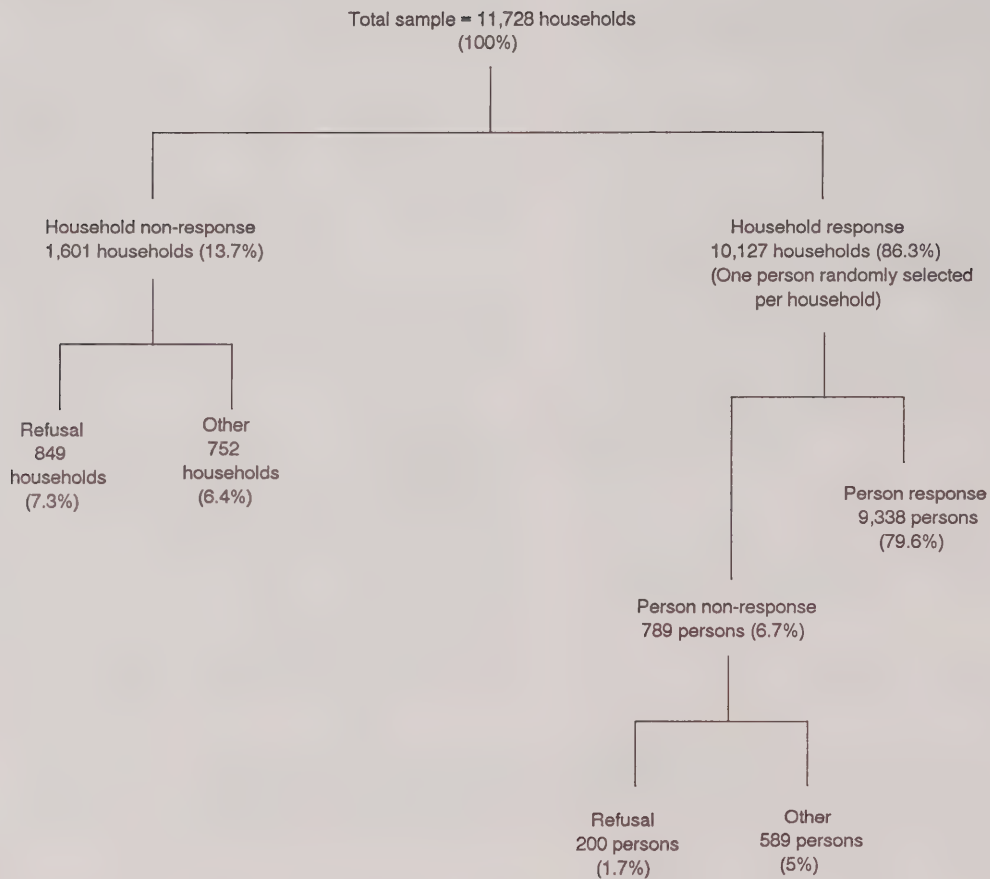 Total sample = 11,728 households
(100%)
Household non-response
1,601 households (13.7%)
Household response
10,127 households (86.3%)
(One person randomly selected
per household)
Refusal
849
households
(7.3%)
Other
752
households
(6.4%)
Person response
9,338 persons
(79.6%)
Person non-response
789 persons (6.7%)
Refusal
200 persons
(1.7%)
Other
589 persons
(5%)